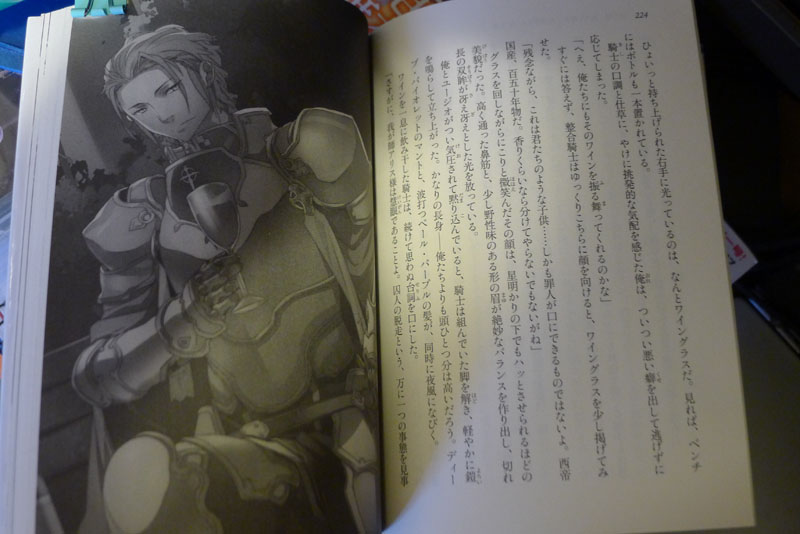 224
ひょいっと持ち上げられた右手に光っているのは、なんとワイングラスだ。見れば、ベンチ
にはボトルも一本置かれている。
騎士の口調と仕草に、やけに挑発的な気配を感じた俺は、ついつい悪い癖を出して逃げずに
応じてしまった。
「へえ、俺たちにもそのワインを振る舞ってくれるのかな」
すぐには答えず、整合騎士はゆっくりこちらに顔を向けると、ワイングラスを少し掲げてみ
せた。
「残念ながら、これは君たちのような子供……しかも罪人が口にできるものではないよ。西帝
国産、百五十年物だ。香りくらいなら分けてやらないでもないがね」
グラスを回しながらにこりと微笑んだその顔は、星明かりの下でもハッとさせられるほどの
美貌だった。高く通った鼻筋と、少し野性味のある形の眉が絶妙なバランスを作り出し、切れ
長の双眸が冴え冴えとした光を放っている。
俺とユージオがつい気圧されて黙り込んでいると、騎士は組んでいた脚を解き、軽やかに鎧
を鳴らして立ち上がった。かなりの長身——俺たちよりも頭ひとつ分は高いだろう。ディー
プ・バイオレットのマントと、波打つペール・パープルの髪が、同時に夜風になびく。
ワインを一息に飲み干した騎士は、続けて思わぬ台詞を口にした。
「さすがに、我が師アリス様は慧眼であることよ。囚人の脱走という、万に一つの事態を見事